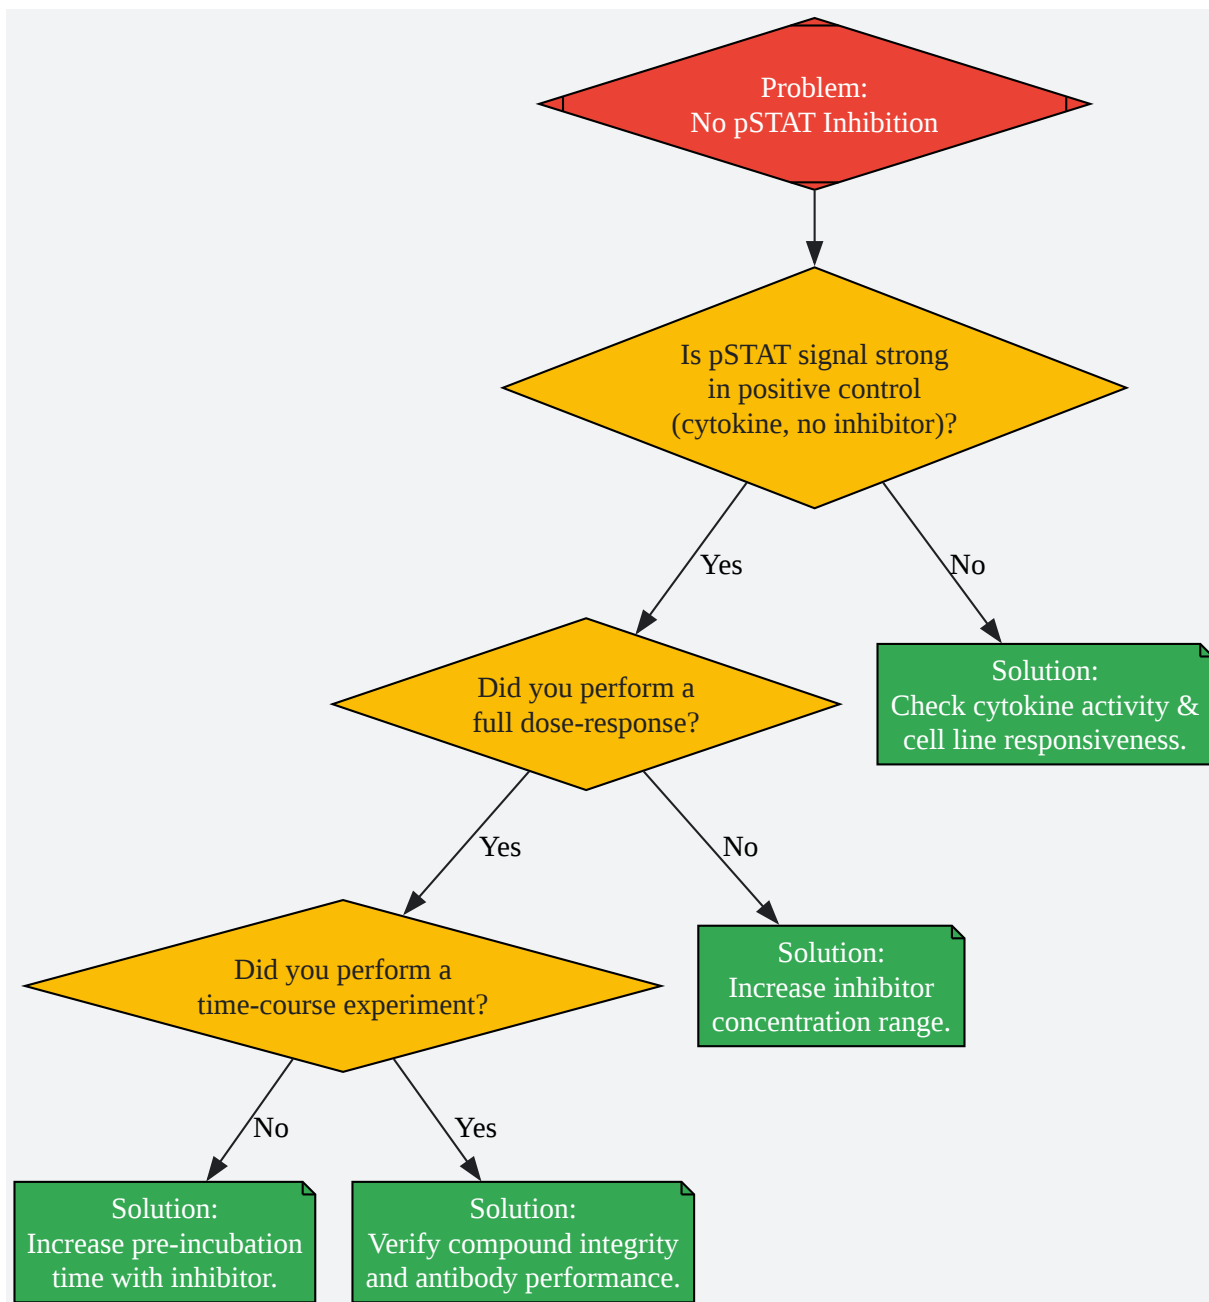 Problem:
No pSTAT Inhibition
Is pSTAT signal strong
in positive control
(cytokine, no inhibitor)?
Yes
No
Did you perform a
full dose-response?
Solution:
Check cytokine activity &
cell line responsiveness.
Yes
No
Did you perform a
time-course experiment?
Solution:
Increase inhibitor
concentration range.
No
Yes
Solution:
Increase pre-incubation
time with inhibitor.
Solution:
Verify compound integrity
and antibody performance.